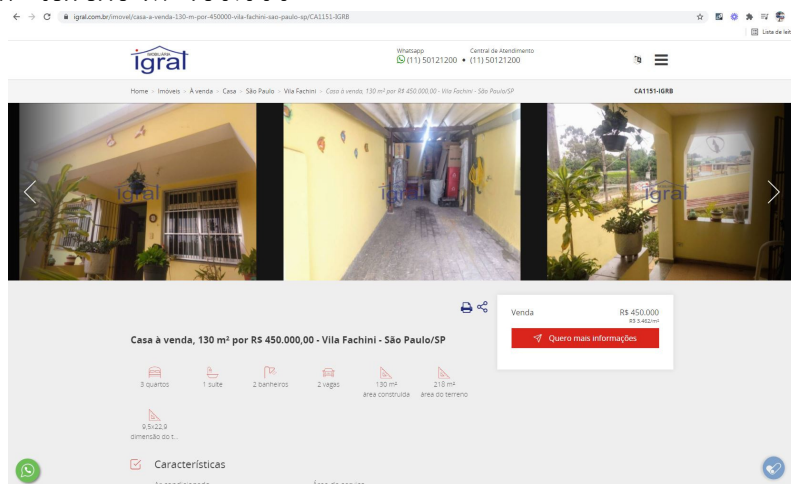 igral.com.br/imovel/casa-a-venda-130-m-por-450000-vila-fachini-sao-paulo-sp/CA1151-IGRB
Lista de leit
IMOBILIÁRIA
igral
Whatsapp
(11) 50121200
Central de Atendimento
(11) 50121200
Home > Imóveis > À venda > Casa > São Paulo > Vila Fachini > Casa à venda, 130 m² por R$ 450.000,00 - Vila Fachini - São Paulo/SP
CA1151-IGRB
igral
igral
igral
Venda R$ 450.000
R$ 3.462/m²
Quero mais informações
Casa à venda, 130 m² por R$ 450.000,00 - Vila Fachini - São Paulo/SP
3 quartos
1 suíte
2 banheiros
2 vagas
130 m²
área construída
218 m²
área do terreno
9,5x22,9
dimensão do t...
Características